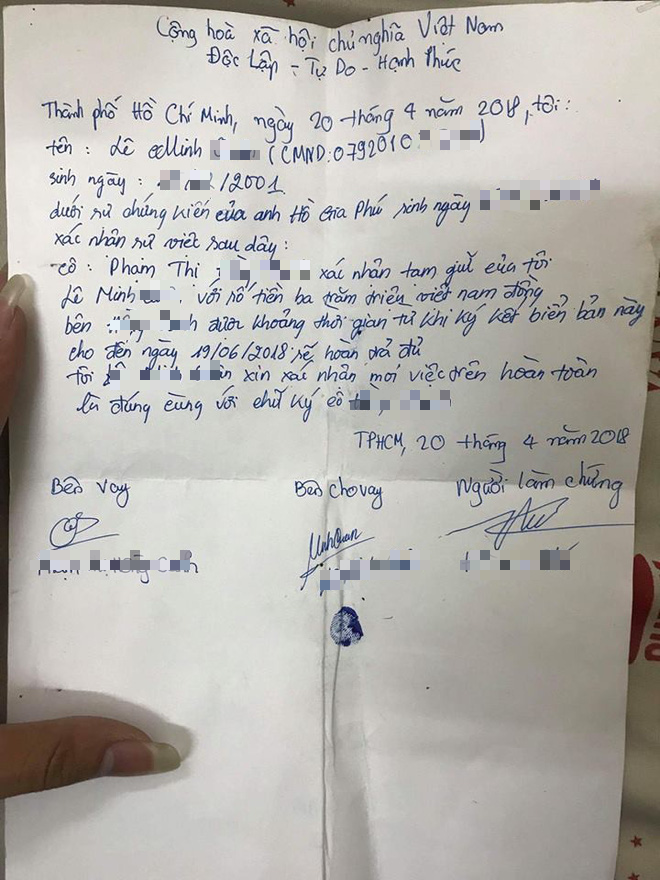 Cộng hoà xã hội chủ nghĩa Việt Nam
Độc Lập - Tự Do - Hạnh Phúc
Thành phố Hồ Chí Minh, ngày 20 tháng 4 năm 2018, tôi:
tên : Lê Minh (CMND:0792010
sinh ngày : /2001
dưới sự chứng kiến của anh Hồ Gia Phú sinh ngày
xác nhận sự việc sau đây:
cô : Phạm Thị xác nhận tạm giữ của tôi
Lê Minh với số tiền ba trăm triệu việt nam đồng
bên được khoảng thời gian từ khi ký kết biển bản này
cho đến ngày 19/06/2018 sẽ hoàn trả đủ
tôi xin xác nhận mọi việc trên hoàn toàn
là đúng cùng với chữ ký cô
TPHCM, 20 tháng 4 năm 2018
Bên Vay Bên Cho vay Người làm chứng